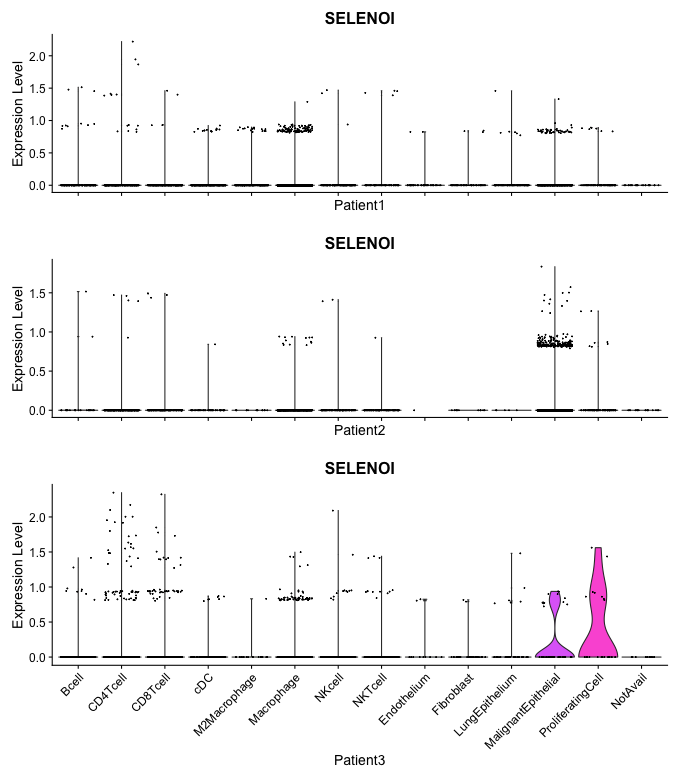 SELENOI
Expression Level
2.0
1.5
1.0
0.5
0.0
Patient1
SELENOI
Expression Level
1.5
1.0
0.5
0.0
Patient2
SELENOI
Expression Level
2.0
1.5
1.0
0.5
0.0
Bcell
CD4Tcell
CD8Tcell
cDC
M2Macrophage
Macrophage
NKcell
NKTcell
Endothelium
Fibroblast
LungEpithelium
MalignantEpithelial
ProliferatingCell
NotAvail
Patient3